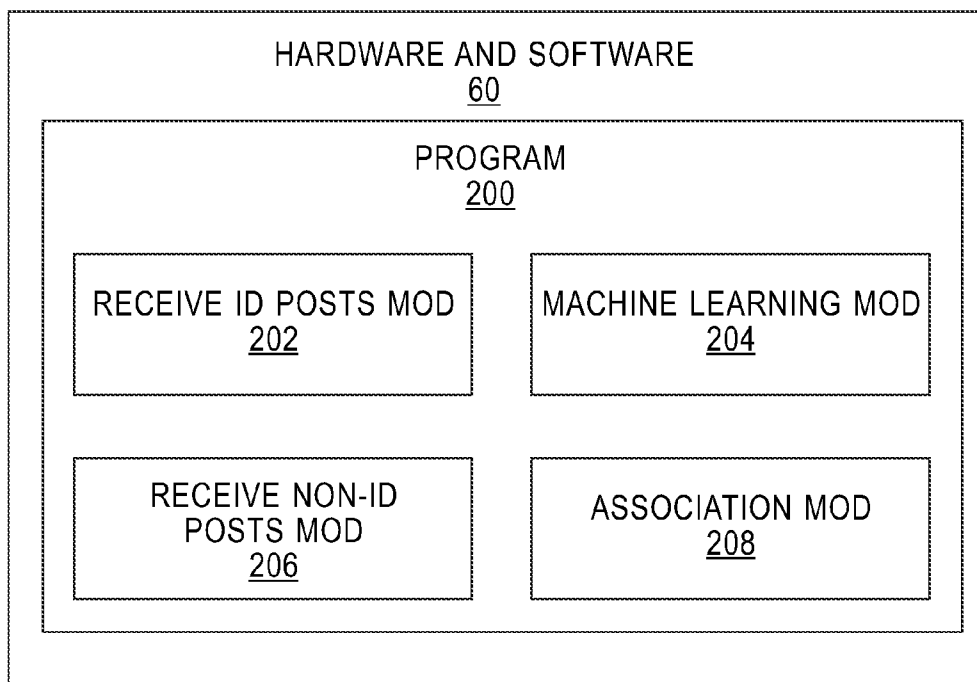 HARDWARE AND SOFTWARE
60
PROGRAM
200
RECEIVE ID POSTS MOD
202
MACHINE LEARNING MOD
204
RECEIVE NON-ID
POSTS MOD
206
ASSOCIATION MOD
208